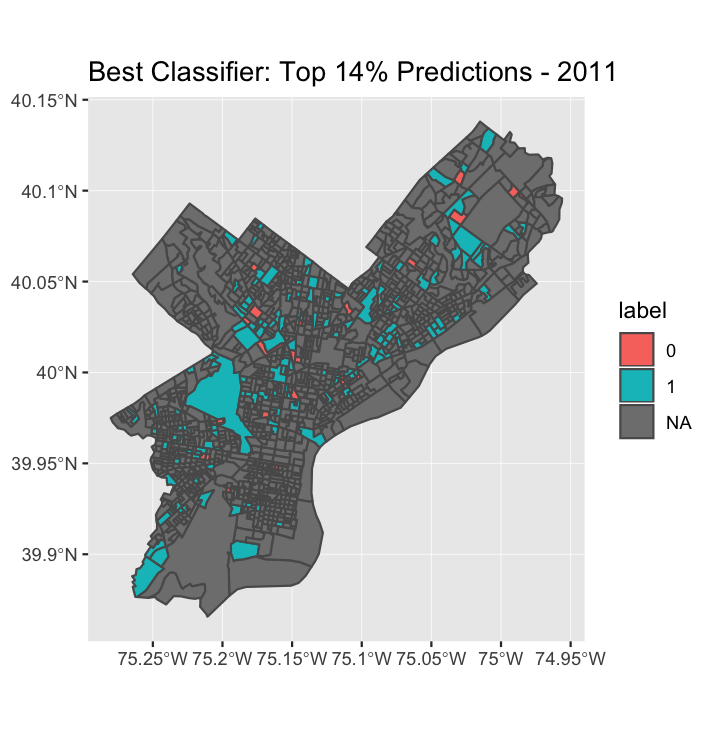 Best Classifier: Top 14% Predictions - 2011
40.15°N
40.1°N
40.05°N
40°N
39.95°N
39.9°N
75.25°W 75.2°W 75.15°W 75.1°W 75.05°W 75°W 74.95°W
label
0
1
NA